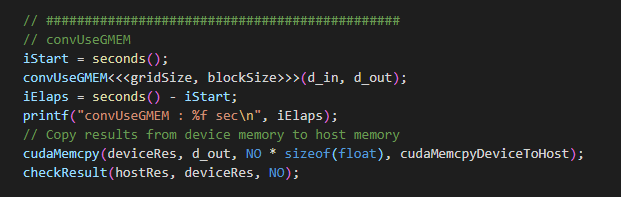 // ##############################################
// convUseGMEM
iStart = seconds();
convUseGMEM<<<gridSize, blockSize>>>(d_in, d_out);
iElaps = seconds() - iStart;
printf("convUseGMEM : %f sec\n", iElaps);
// Copy results from device memory to host memory
cudaMemcpy(deviceRes, d_out, NO * sizeof(float), cudaMemcpyDeviceToHost);
checkResult(hostRes, deviceRes, NO);